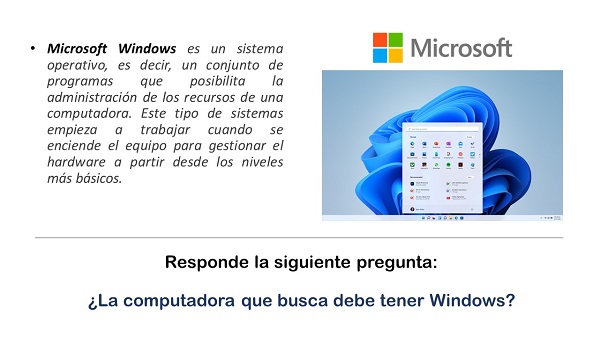 • Microsoft Windows es un sistema
operativo, es decir, un conjunto de
programas que posibilita la
administración de los recursos de una
computadora. Este tipo de sistemas
empieza a trabajar cuando se
enciende el equipo para gestionar el
hardware a partir desde los niveles
más básicos.
Microsoft
Responde la siguiente pregunta:
¿La computadora que busca debe tener Windows?